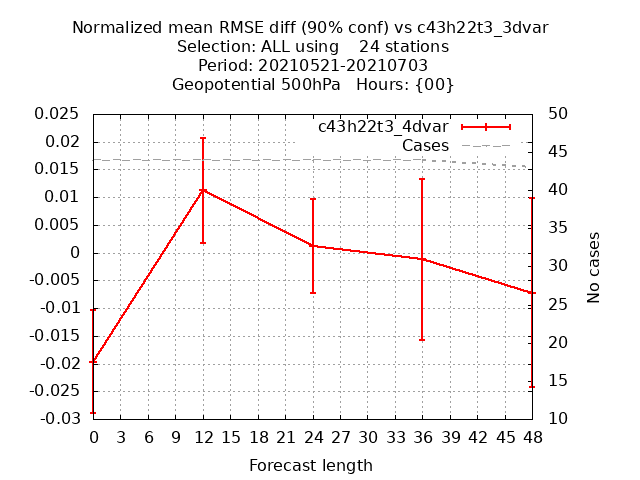 Normalized mean RMSE diff (90% conf) vs c43h22t3_3dvar
Selection: ALL using    24 stations
Period: 20210521-20210703
Geopotential 500hPa   Hours: {00}
c43h22t3_4dvar
Cases
0.025
0.02
0.015
0.01
0.005
0
-0.005
-0.01
-0.015
-0.02
-0.025
-0.03
50
45
40
35
30
25
20
15
10
No cases
0 3 6 9 12 15 18 21 24 27 30 33 36 39 42 45 48
Forecast length